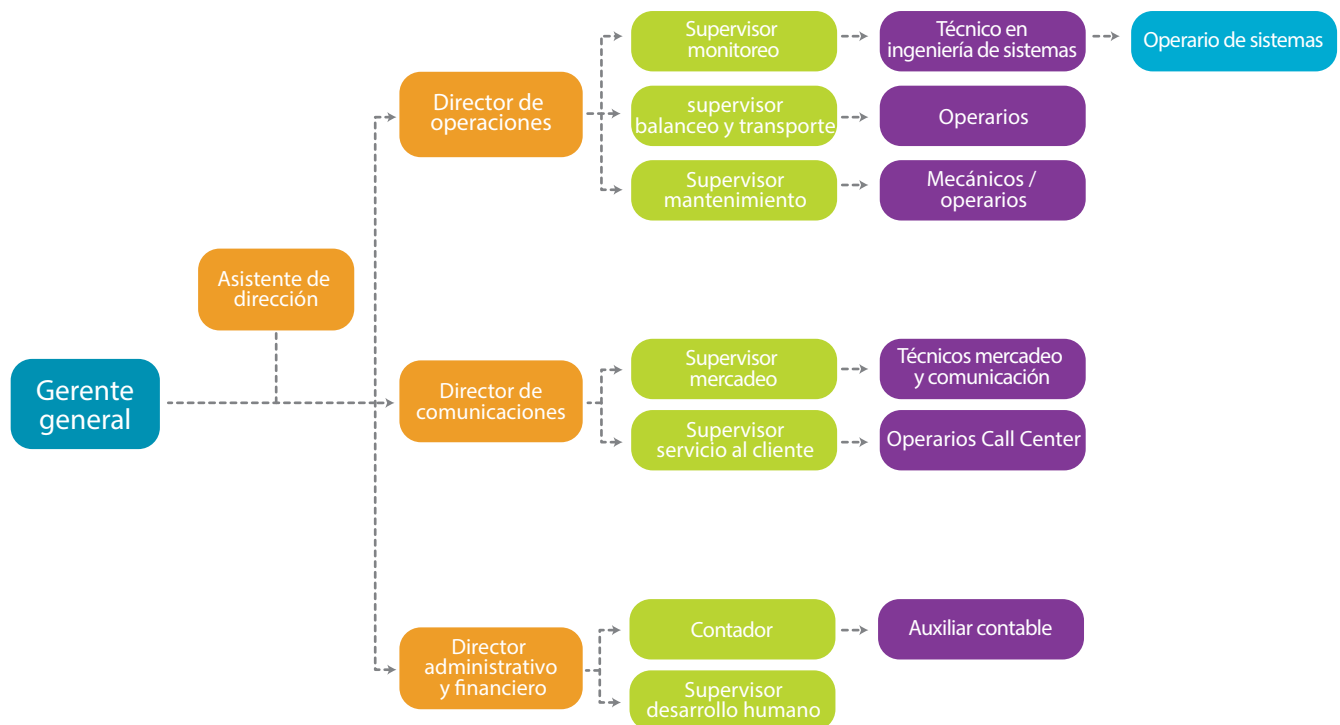 Gerente
general
Asistente de
dirección
Director de
operaciones
Supervisor
monitoreo
Técnico en
ingeniería de sistemas
Operario de sistemas
supervisor
balanceo y transporte
Operarios
Supervisor
mantenimiento
Mecánicos /
operarios
Director de
comunicaciones
Supervisor
mercadeo
Técnicos mercadeo
y comunicación
Supervisor
servicio al cliente
Operarios Call Center
Director
administrativo
y financiero
Contador
Auxiliar contable
Supervisor
desarrollo humano